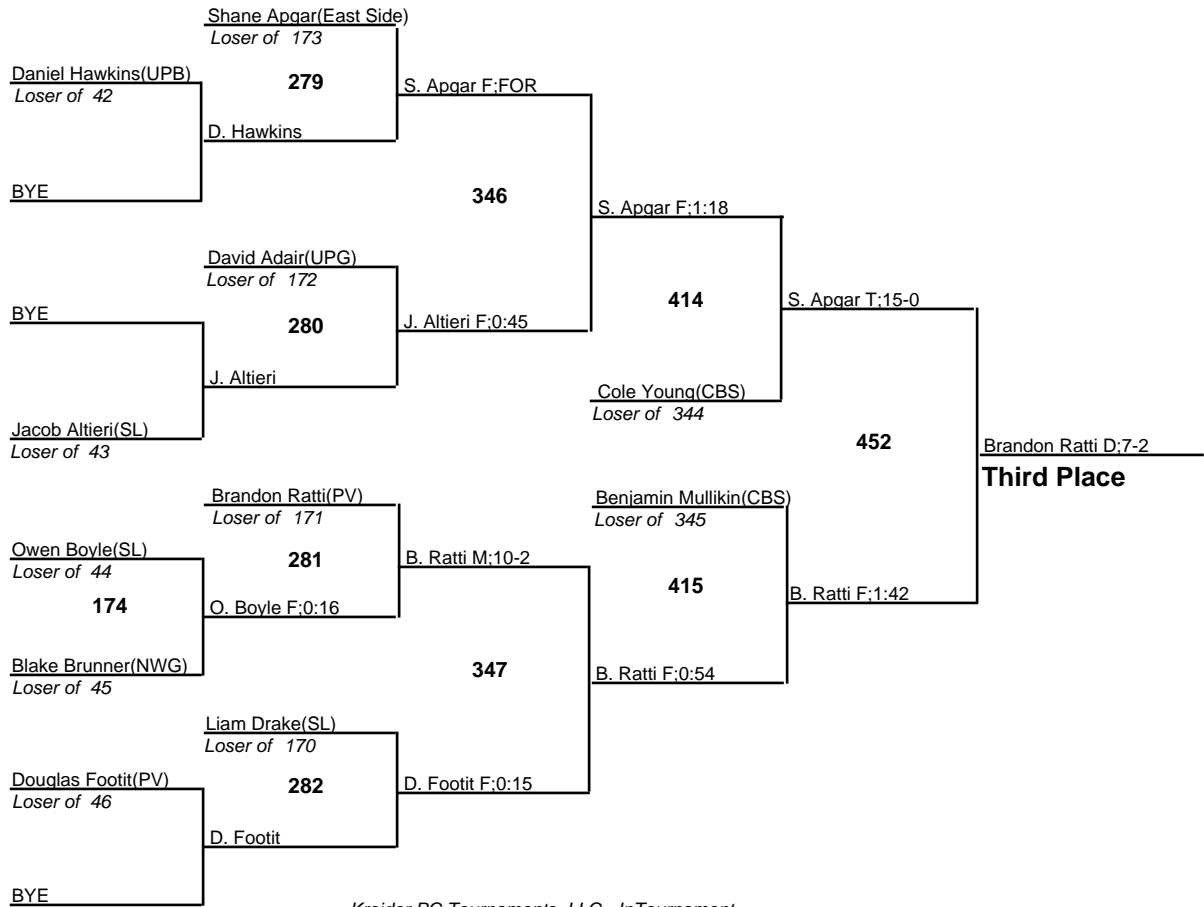 Shane Apgar(East Side)
Loser of 173
Daniel Hawkins(UPB)
Loser of 42
279
S. Apgar F;FOR
D. Hawkins
BYE
346
S. Apgar F;1:18
David Adair(UPG)
Loser of 172
BYE
280
J. Altieri F;0:45
414
S. Apgar T;15-0
J. Altieri
Cole Young(CBS)
Loser of 344
Jacob Altieri(SL)
Loser of 43
452
Brandon Ratti D;7-2
Third Place
Brandon Ratti(PV)
Loser of 171
Benjamin Mullikin(CBS)
Loser of 345
Owen Boyle(SL)
Loser of 44
281
B. Ratti M;10-2
174
O. Boyle F;0:16
415
B. Ratti F;1:42
Blake Brunner(NWG)
Loser of 45
347
B. Ratti F;0:54
Liam Drake(SL)
Loser of 170
Douglas Footit(PV)
Loser of 46
282
D. Footit F;0:15
D. Footit
BYE